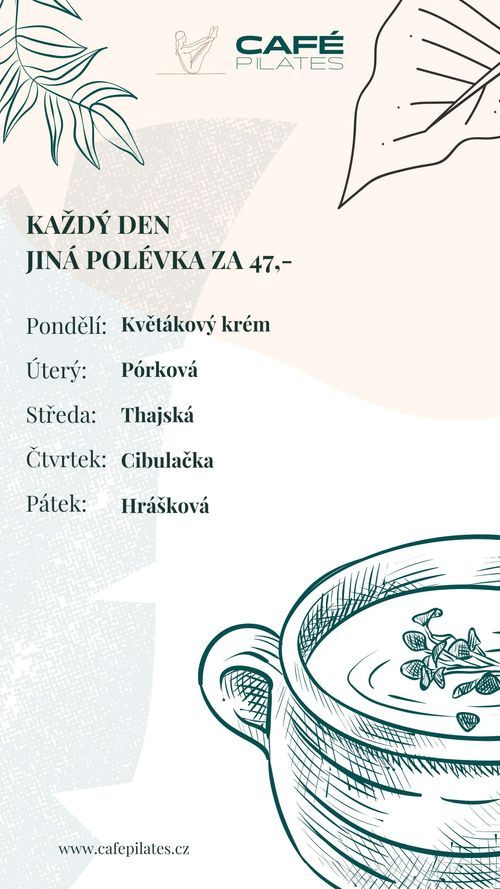 CAFÉ
PILATES
KAŽDÝ DEN
JINÁ POLÉVKA ZA 47,-
Pondělí: Květákový krém
Úterý: Pórková
Středa: Thajská
Čtvrtek: Cibulačka
Pátek: Hrášková
www.cafepilates.cz